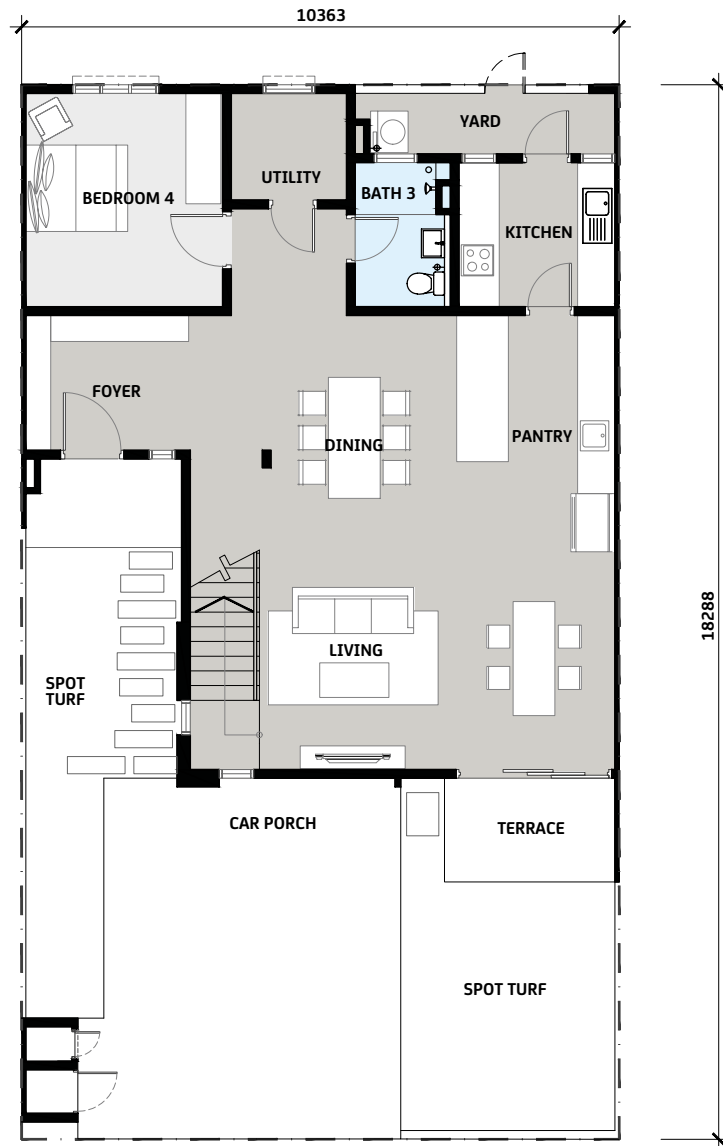 10363
YARD
UTILITY
BATH 3
BEDROOM 4
KITCHEN
FOYER
PANTRY
DINING
18288
LIVING
SPOT
TURF
CAR PORCH
TERRACE
SPOT TURF